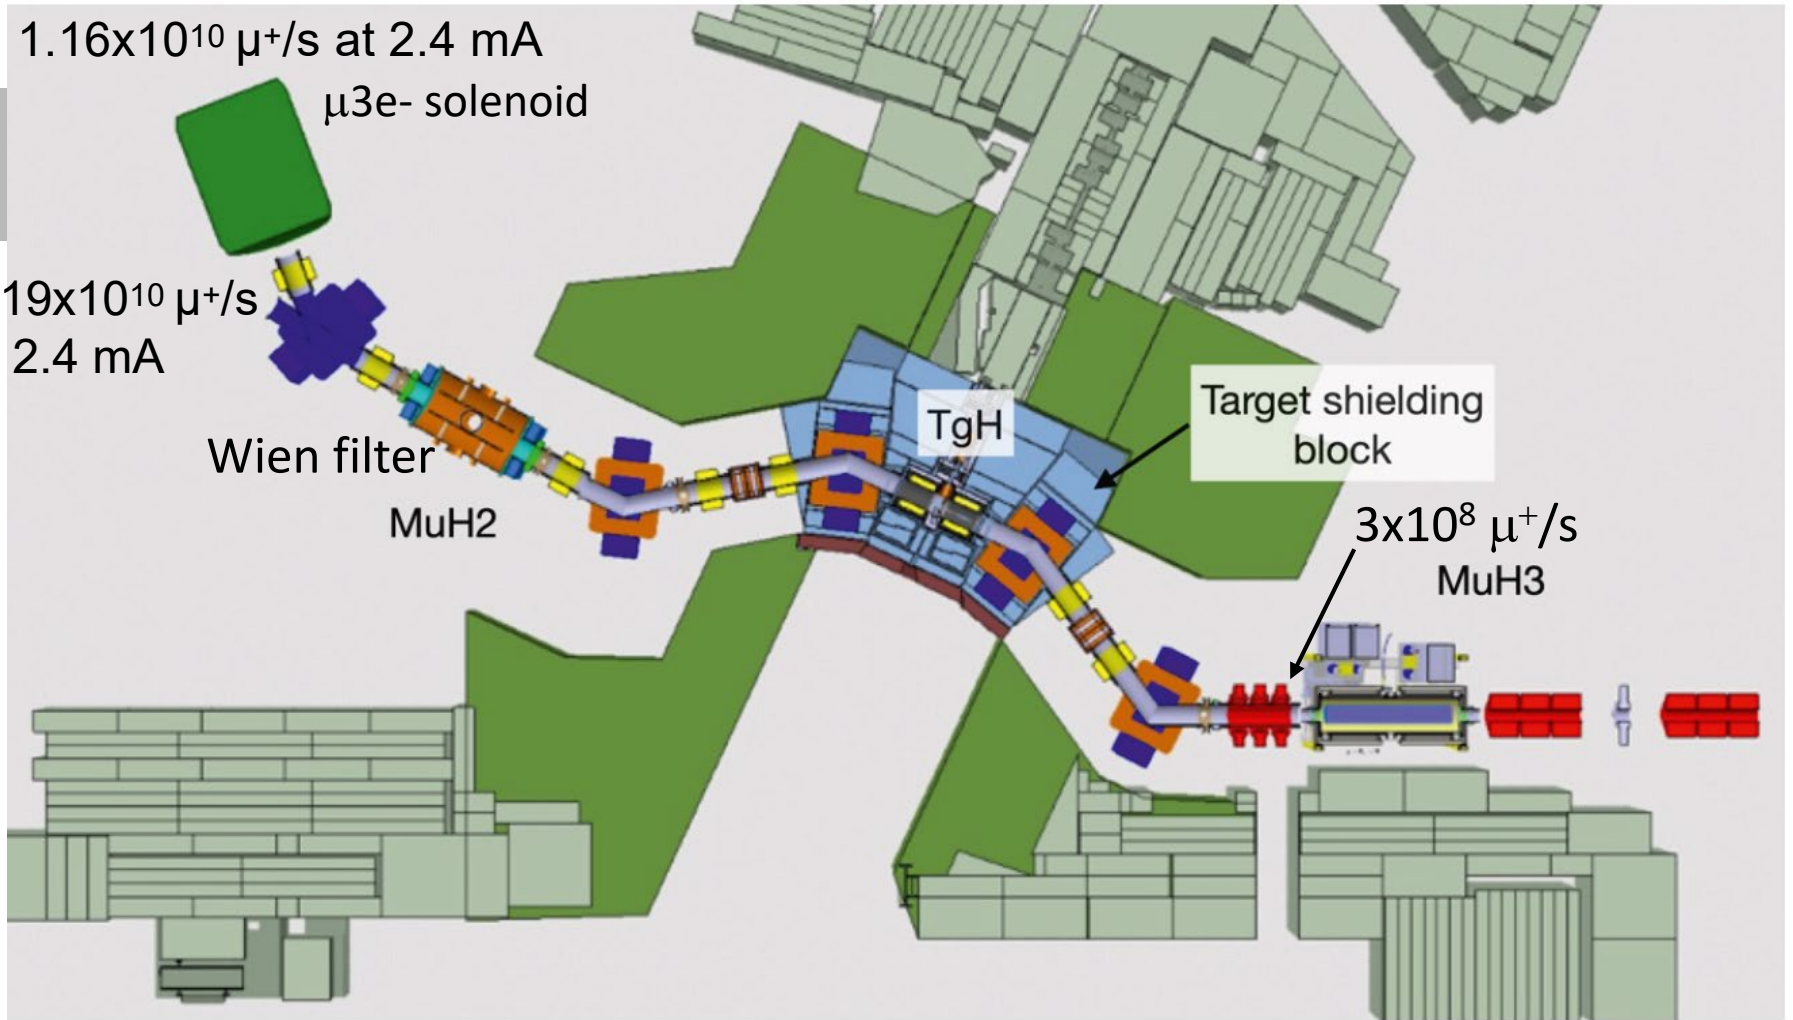 1.16x10¹⁰ μ⁺/s at 2.4 mA
μ3e- solenoid
19x10¹⁰ μ⁺/s
2.4 mA
Wien filter
MuH2
TgH
Target shielding
block
3x10⁸ μ⁺/s
MuH3